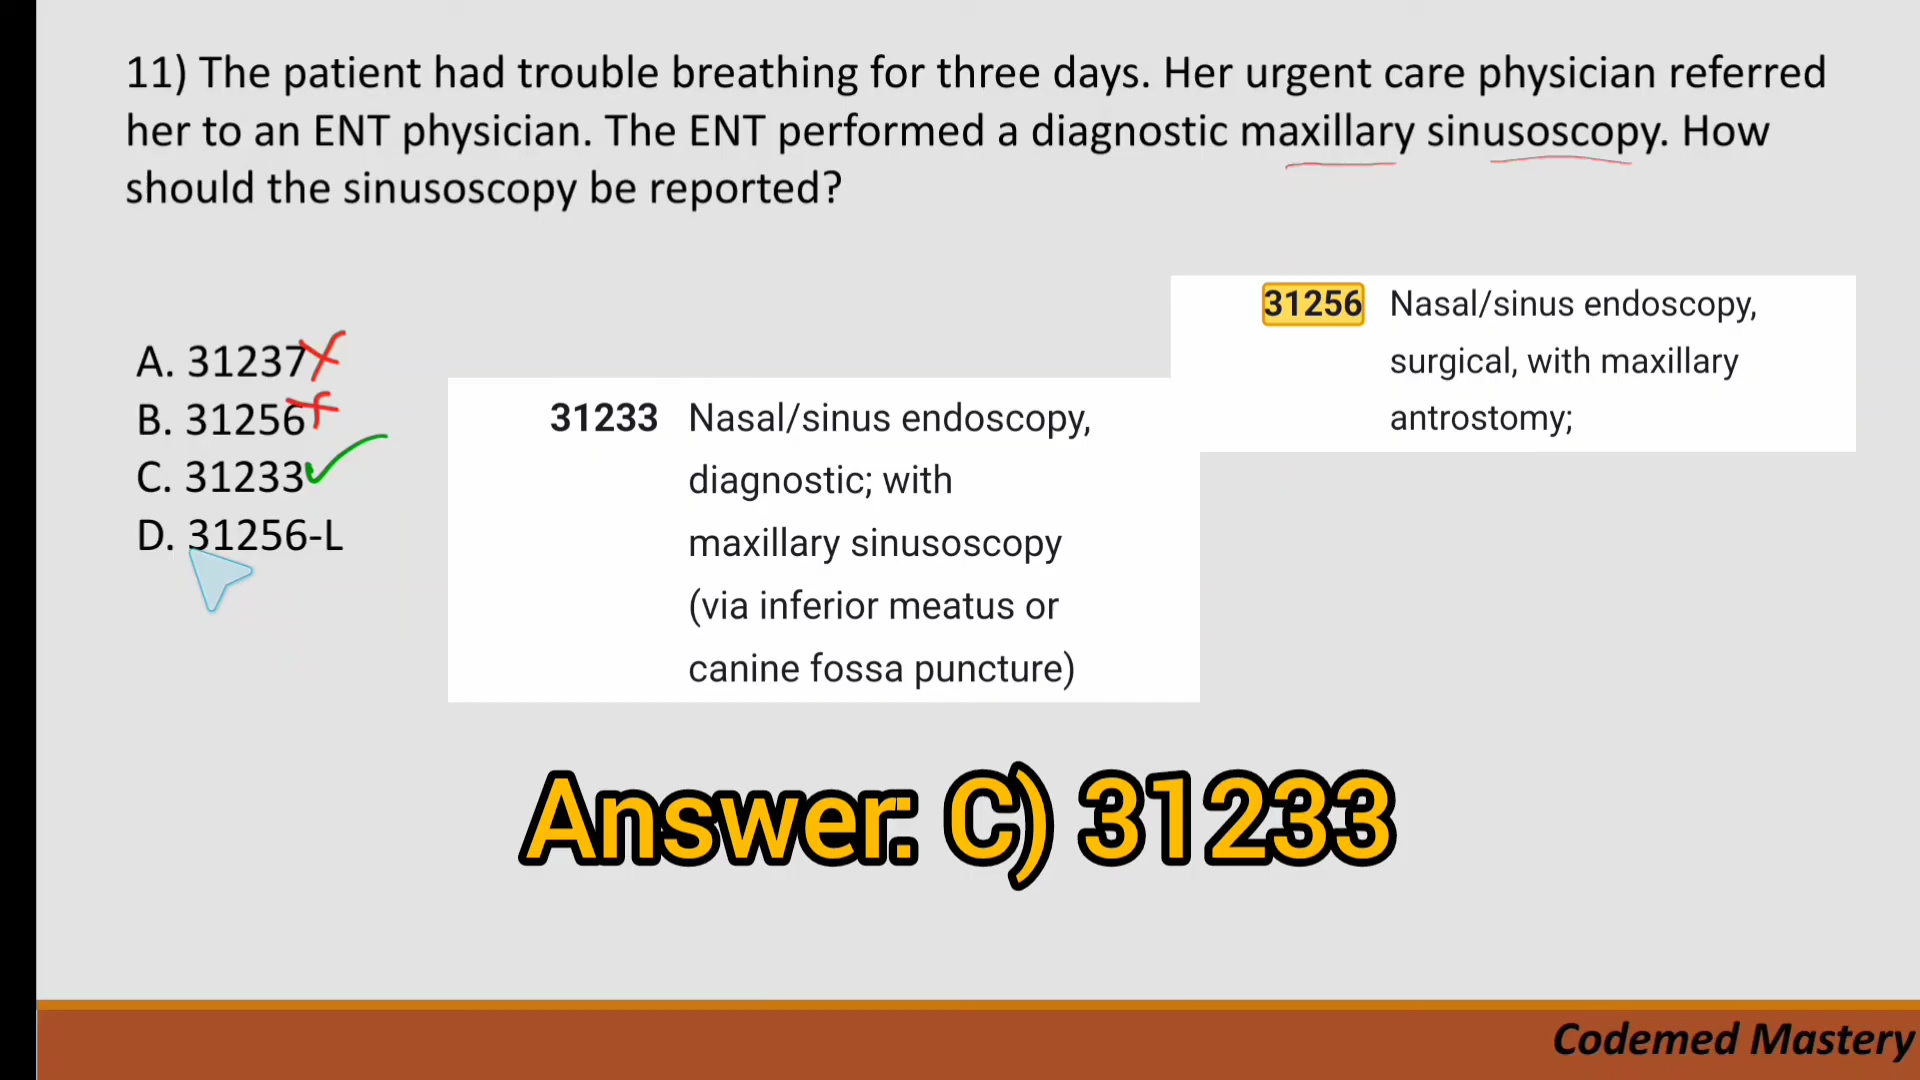 11) The patient had trouble breathing for three days. Her urgent care physician referred
her to an ENT physician. The ENT performed a diagnostic maxillary sinusoscopy. How
should the sinusoscopy be reported?
A. 31237
B. 31256
C. 31233
D. 31256-L
31233 Nasal/sinus endoscopy,
diagnostic; with
maxillary sinusoscopy
(via inferior meatus or
canine fossa puncture)
31256 Nasal/sinus endoscopy,
surgical, with maxillary
antrostomy;
Answer: C) 31233
Codemed Mastery